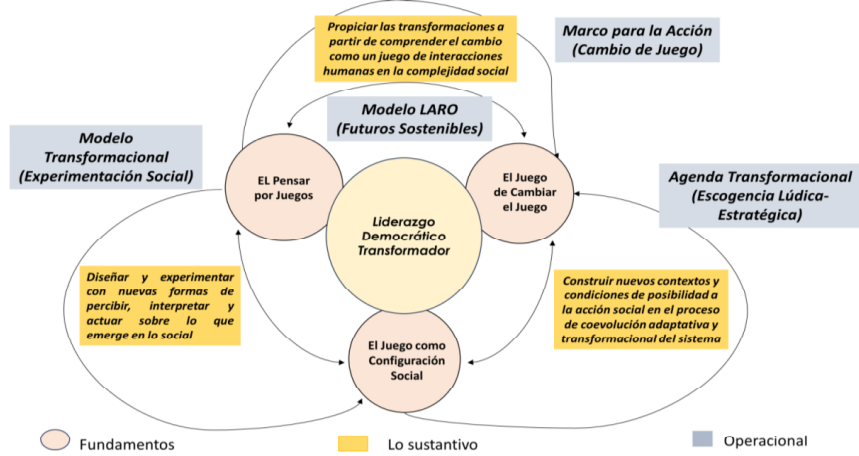 Propiciar las transformaciones a
partir de comprender el cambio
como un juego de interacciones
humanas en la complejidad social
Marco para la Acción
(Cambio de Juego)
Modelo LARO
(Futuros Sostenibles)
Modelo
Transformacional
(Experimentación Social)
EL Pensar
por Juegos
El Juego
de Cambiar
el Juego
Agenda Transformacional
(Escogencia Lúdica-
Estratégica)
Liderazgo
Democrático
Transformador
Diseñar y experimentar
con nuevas formas de
percibir, interpretar y
actuar sobre lo que
emerge en lo social
Construir nuevos contextos y
condiciones de posibilidad a
la acción social en el proceso
de coevolución adaptativa y
transformacional del sistema
El Juego como
Configuración
Social
Fundamentos
Lo sustantivo
Operacional